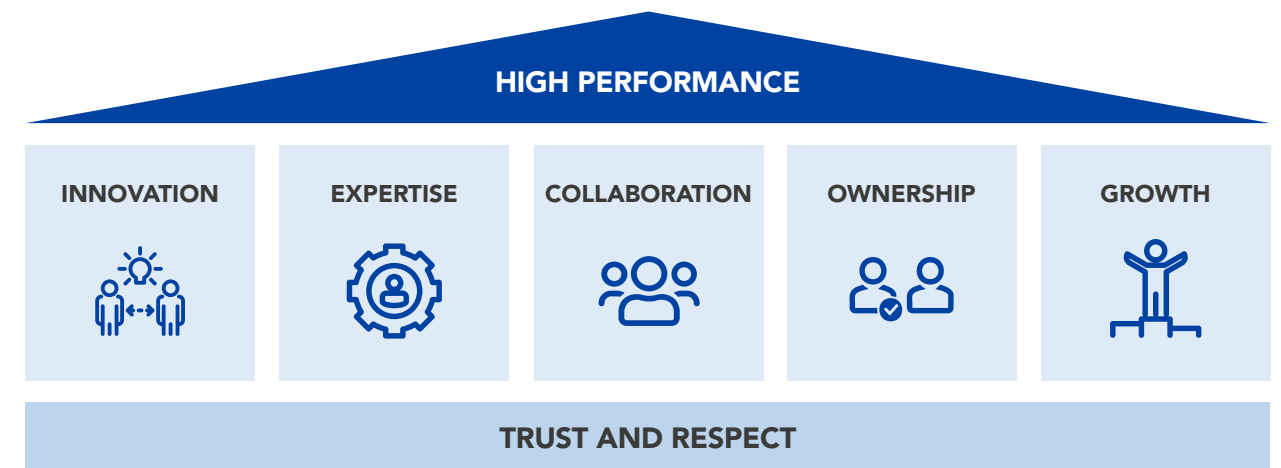 HIGH PERFORMANCE
INNOVATION
EXPERTISE
COLLABORATION
OWNERSHIP
GROWTH
TRUST AND RESPECT